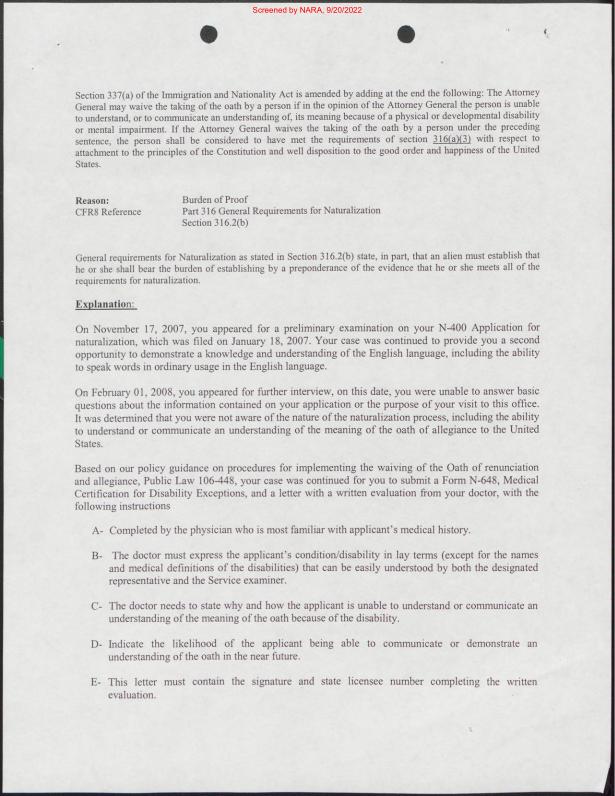 Screened by NARA, 9/20/2022
Section 337(a) of the Immigration and Nationality Act is amended by adding at the end the following: The Attorney
General may waive the taking of the oath by a person if in the opinion of the Attorney General the person is unable
to understand, or to communicate an understanding of, its meaning because of a physical or developmental disability
or mental impairment. If the Attorney General waives the taking of the oath by a person under the preceding
sentence, the person shall be considered to have met the requirements of section 316(a)(3) with respect to
attachment to the principles of the Constitution and well disposition to the good order and happiness of the United
States.
Reason: Burden of Proof
CFR8 Reference Part 316 General Requirements for Naturalization
Section 316.2(b)
General requirements for Naturalization as stated in Section 316.2(b) state, in part, that an alien must establish that
he or she shall bear the burden of establishing by a preponderance of the evidence that he or she meets all of the
requirements for naturalization.
Explanation:
On November 17, 2007, you appeared for a preliminary examination on your N-400 Application for
naturalization, which was filed on January 18, 2007. Your case was continued to provide you a second
opportunity to demonstrate a knowledge and understanding of the English language, including the ability
to speak words in ordinary usage in the English language.
On February 01, 2008, you appeared for further interview, on this date, you were unable to answer basic
questions about the information contained on your application or the purpose of your visit to this office.
It was determined that you were not aware of the nature of the naturalization process, including the ability
to understand or communicate an understanding of the meaning of the oath of allegiance to the United
States.
Based on our policy guidance on procedures for implementing the waiving of the Oath of renunciation
and allegiance, Public Law 106-448, your case was continued for you to submit a Form N-648, Medical
Certification for Disability Exceptions, and a letter with a written evaluation from your doctor, with the
following instructions
A- Completed by the physician who is most familiar with applicant's medical history.
B- The doctor must express the applicant's condition/disability in lay terms (except for the names
and medical definitions of the disabilities) that can be easily understood by both the designated
representative and the Service examiner.
C- The doctor needs to state why and how the applicant is unable to understand or communicate an
understanding of the meaning of the oath because of the disability.
D- Indicate the likelihood of the applicant being able to communicate or demonstrate an
understanding of the oath in the near future.
E- This letter must contain the signature and state licensee number completing the written
evaluation.